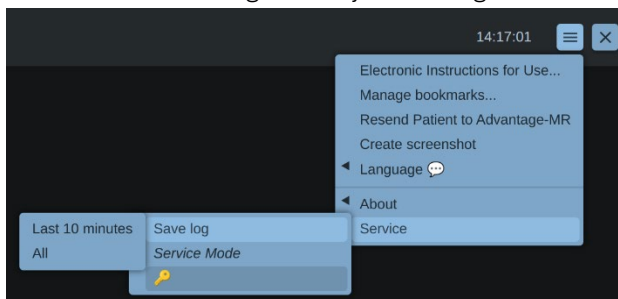 14:17:01
Electronic Instructions for Use...
Manage bookmarks...
Resend Patient to Advantage-MR
Create screenshot
Language 💬
About
Service
Save log
Service Mode
🔑
Last 10 minutes
All